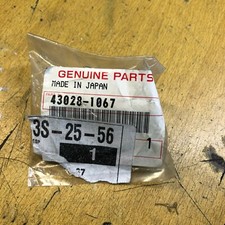 GENUINE PARTS
MADE IN JAPAN
43028-1067
1
3S-25-56
1